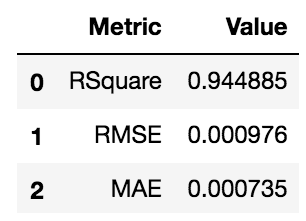 Metric Value
0 RSquare 0.944885
1 RMSE 0.000976
2 MAE 0.000735